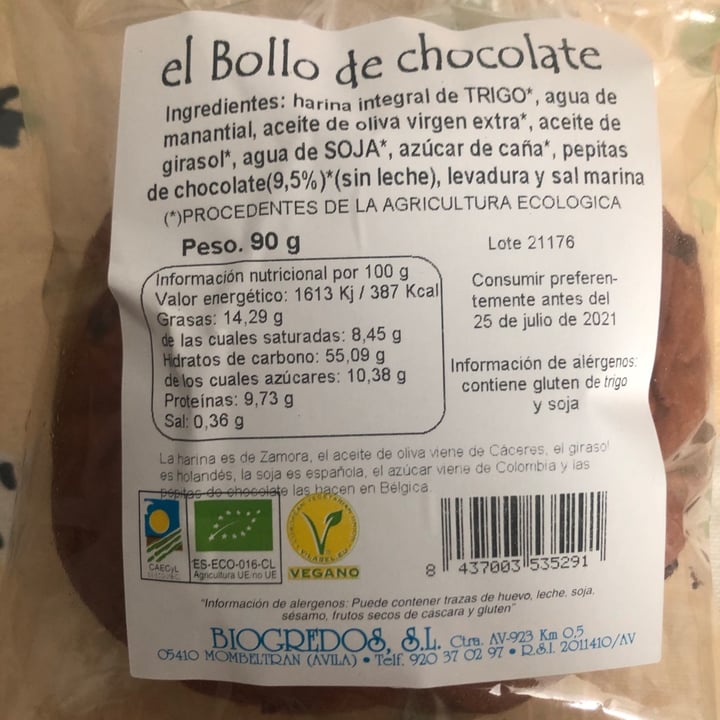 el Bollo de chocolate
Ingredientes: harina integral de TRIGO*, agua de
manantial, aceite de oliva virgen extra*, aceite de
girasol*, agua de SOJA*, azúcar de caña*, pepitas
de chocolate(9,5%)*(sin leche), levadura y sal marina
(*)PROCEDENTES DE LA AGRICULTURA ECOLOGICA
Peso. 90 g
Lote 21176
Información nutricional por 100 g
Valor energético: 1613 Kj / 387 Kcal
Grasas: 14,29 g
de las cuales saturadas: 8,45 g
Hidratos de carbono: 55,09 g
de los cuales azúcares: 10,38 g
Proteínas: 9,73 g
Sal: 0,36 g
Consumir preferen-
temente antes del
25 de julio de 2021
Información de alérgenos:
contiene gluten de trigo
y soja
La harina es de Zamora, el aceite de oliva viene de Cáceres, el girasol
es holandés, la soja es española, el azúcar viene de Colombia y las
pepitas de chocolate las hacen en Bélgica.
CAECyL
ES-ECO-016-CL
Agricultura UE/no UE
EUROPEAN VEGETARIAN UNION
V-LABEL.EU
VEGANO
8 437003 535291
"Información de alergenos: Puede contener trazas de huevo, leche, soja,
sésamo, frutos secos de cáscara y gluten"
BIOGREDOS, S.L. Ctra. AV-923 Km 0,5
05410 MOMBELTRAN (AVILA) • Telf. 920 37 02 97 • R.S.I. 2011410/AV